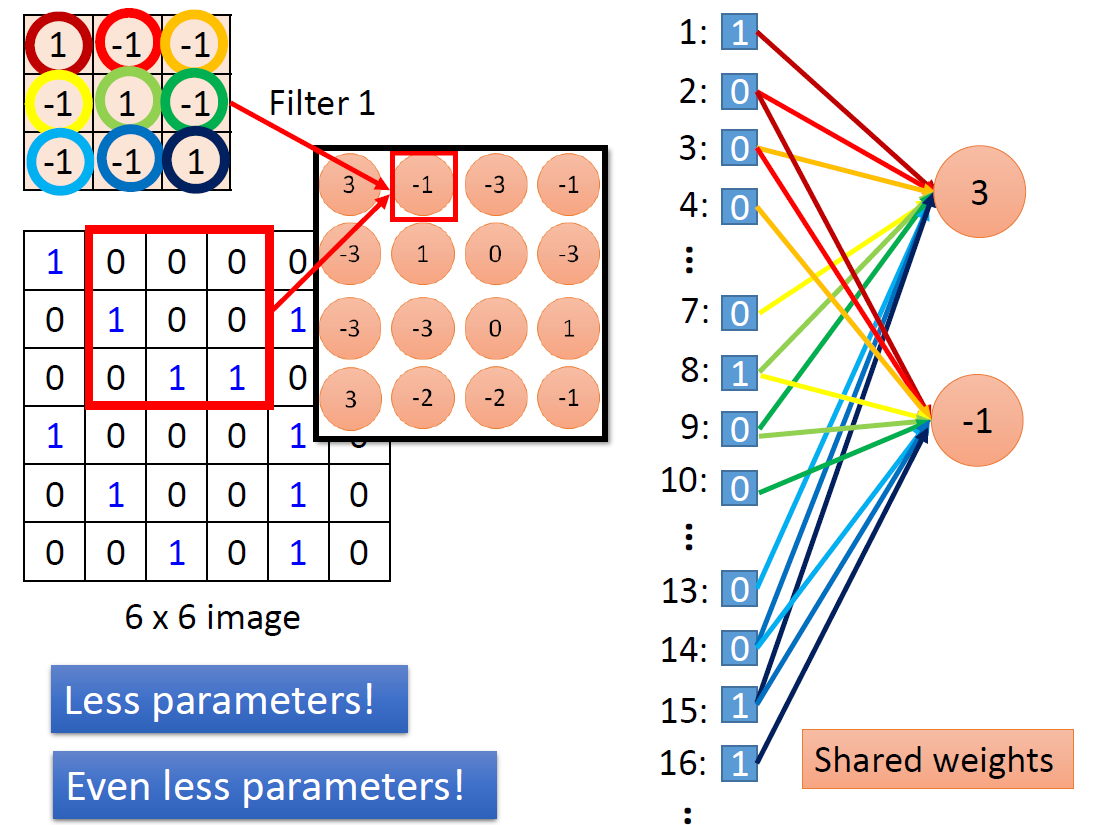 1 -1 -1
-1 1 -1
-1 -1 1
Filter 1
3 -1 -3 -1
-3 1 0 -3
-3 -3 0 1
3 -2 -2 -1
1 0 0 0 0
0 1 0 0 1
0 0 1 1 0
1 0 0 0 1
0 1 0 0 1 0
0 0 1 0 1 0
6 x 6 image
Less parameters!
Even less parameters!
1: 1
2: 0
3: 0
4: 0
⋮
7: 0
8: 1
9: 0
10: 0
⋮
13: 0
14: 0
15: 1
16: 1
⋮
3
-1
Shared weights